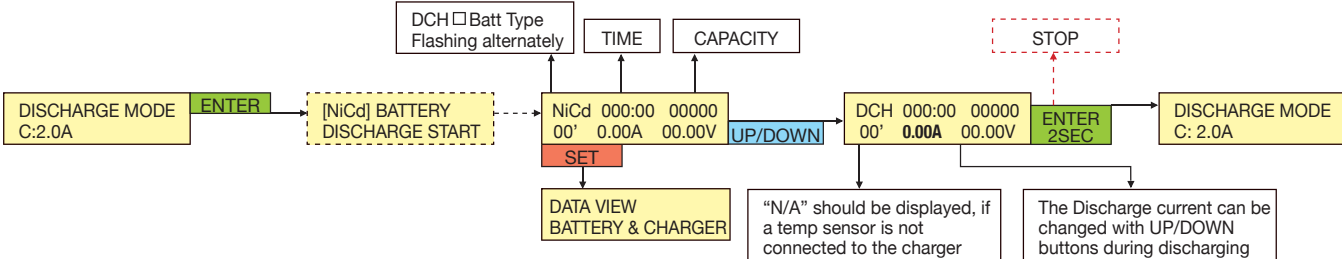 DCH □ Batt Type
Flashing alternately
TIME
CAPACITY
STOP
DISCHARGE MODE
C:2.0A
ENTER
[NiCd] BATTERY
DISCHARGE START
NiCd 000:00 00000
00’ 0.00A 00.00V
UP/DOWN
SET
DCH 000:00 00000
00’ 0.00A 00.00V
ENTER
2SEC
DISCHARGE MODE
C: 2.0A
DATA VIEW
BATTERY & CHARGER
“N/A” should be displayed, if
a temp sensor is not
connected to the charger
The Discharge current can be
changed with UP/DOWN
buttons during discharging